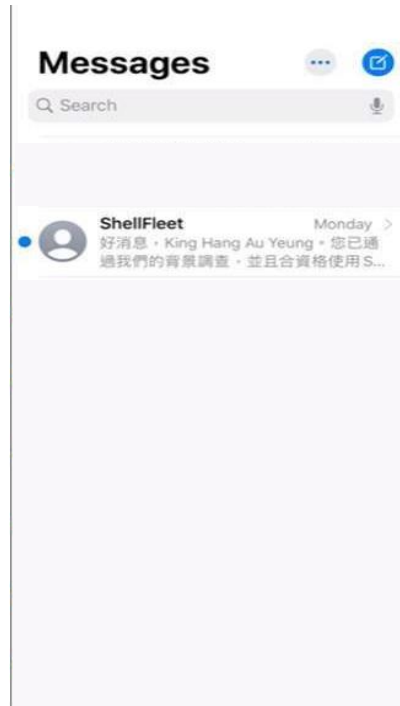 Messages
Search
ShellFleet
Monday
好消息，King Hang Au Yeung。您已通
過我們的背景調查，並且合資格使用 S...